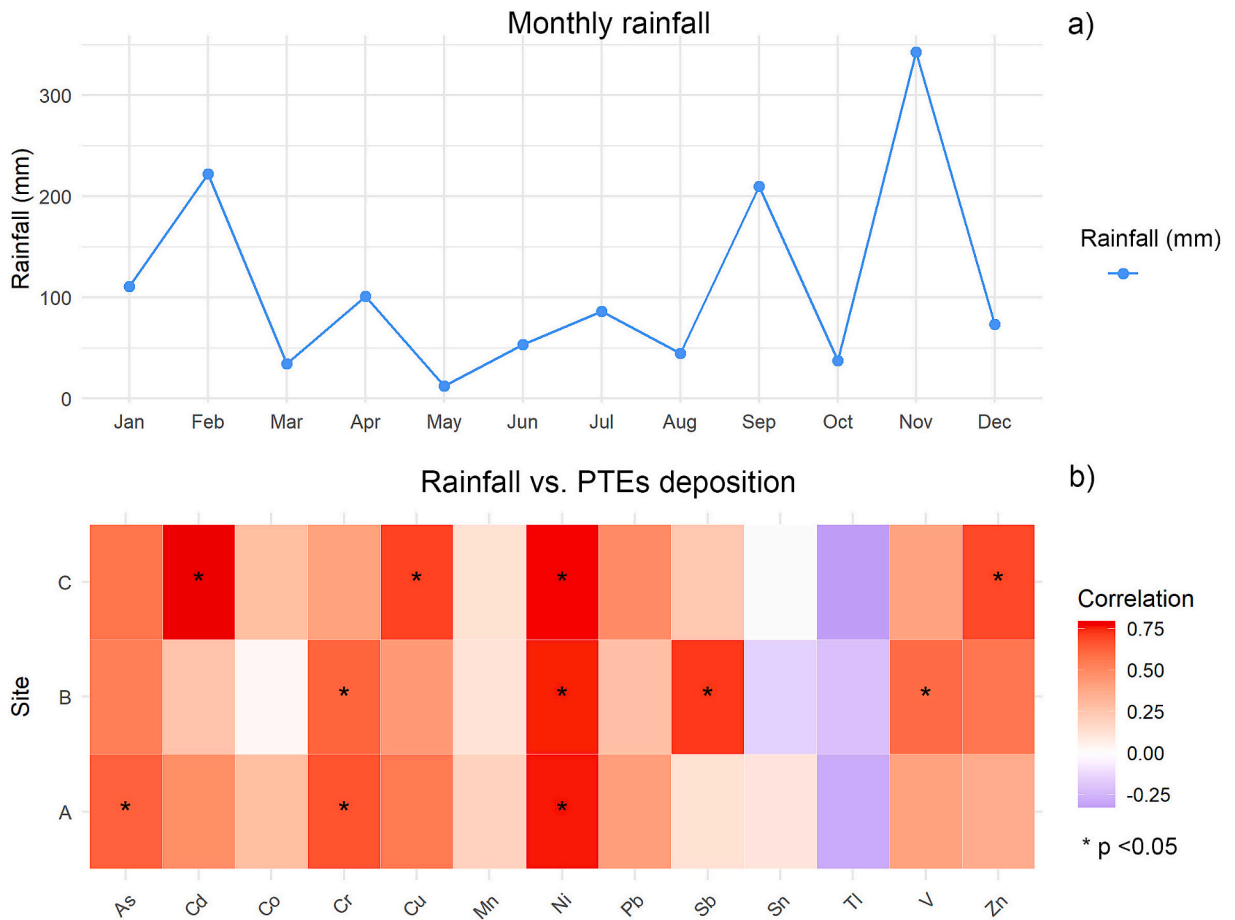 Monthly rainfall
a)
300
200
100
0
Rainfall (mm)
Jan Feb Mar Apr May Jun Jul Aug Sep Oct Nov Dec
Rainfall (mm)
Rainfall vs. PTEs deposition
b)
C * * * *
B * * * *
A * * *
Site
As Cd Co Cr Cu Mn Ni Pb Sb Sn Tl V Zn
Correlation
0.75
0.50
0.25
0.00
-0.25
* p <0.05